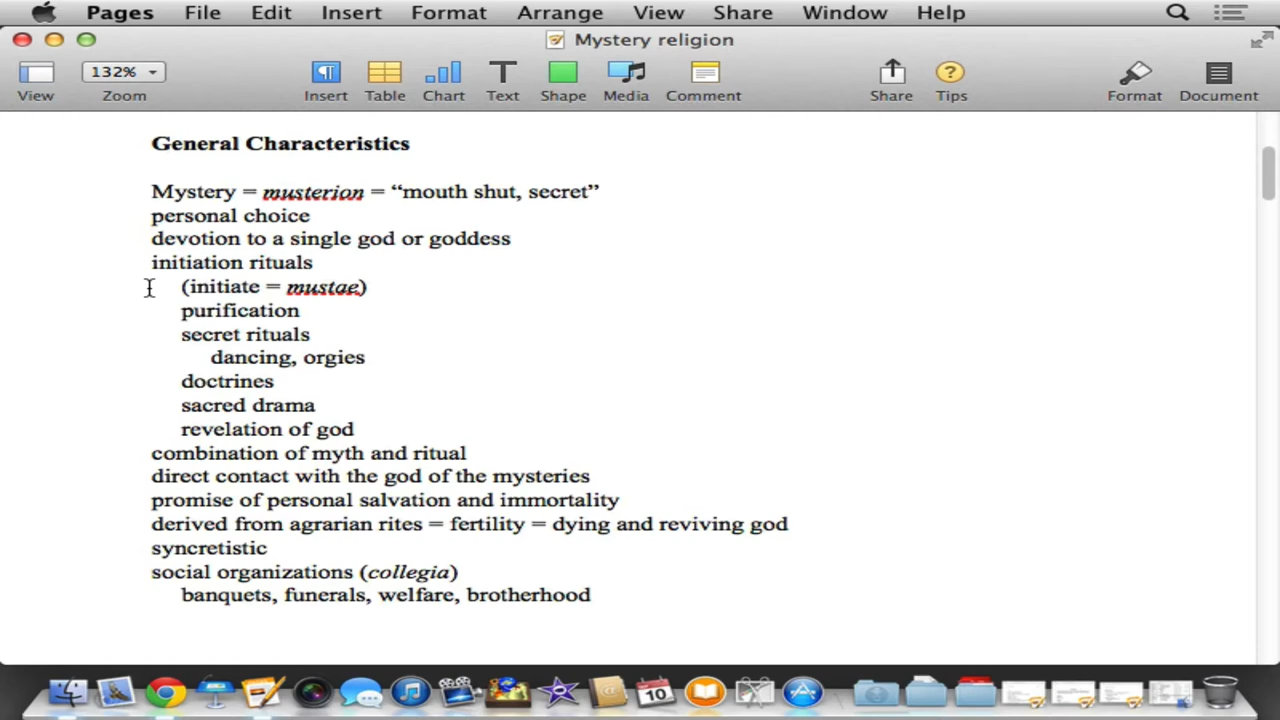 Pages File Edit Insert Format Arrange View Share Window Help
Mystery religion
132%
View Zoom Insert Table Chart Text Shape Media Comment Share Tips Format Document
General Characteristics
Mystery = musterion = “mouth shut, secret”
personal choice
devotion to a single god or goddess
initiation rituals
(initiate = mustae)
purification
secret rituals
dancing, orgies
doctrines
sacred drama
revelation of god
combination of myth and ritual
direct contact with the god of the mysteries
promise of personal salvation and immortality
derived from agrarian rites = fertility = dying and reviving god
syncretistic
social organizations (collegia)
banquets, funerals, welfare, brotherhood
10